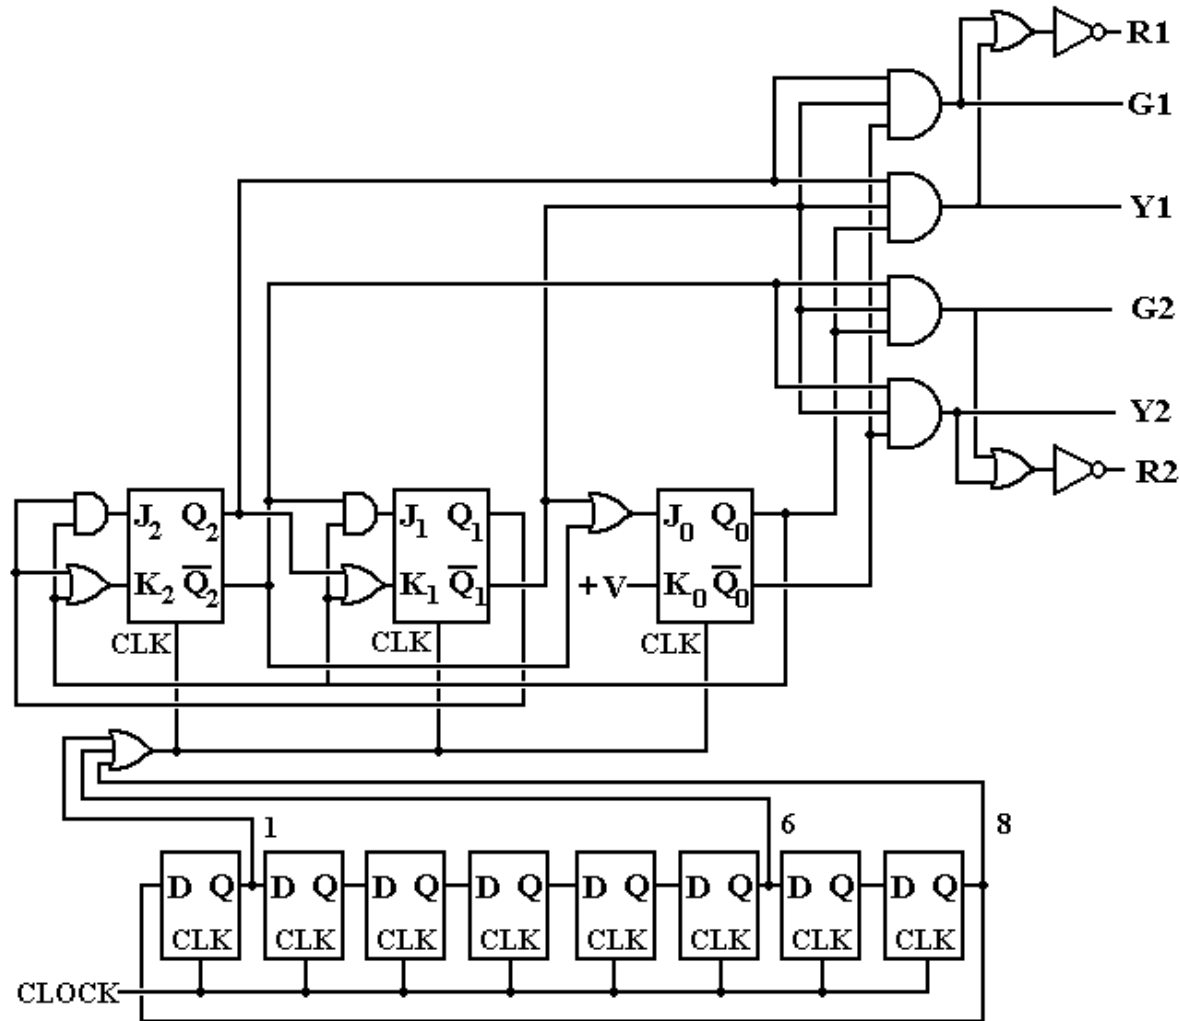 R1
G1
Y1
G2
Y2
R2
J2 Q2
K2 Q̅2
CLK
J1 Q1
K1 Q̅1
CLK
J0 Q0
+V K0 Q̅0
CLK
1
6
8
D Q D Q D Q D Q D Q D Q D Q D Q
CLK CLK CLK CLK CLK CLK CLK CLK
CLOCK